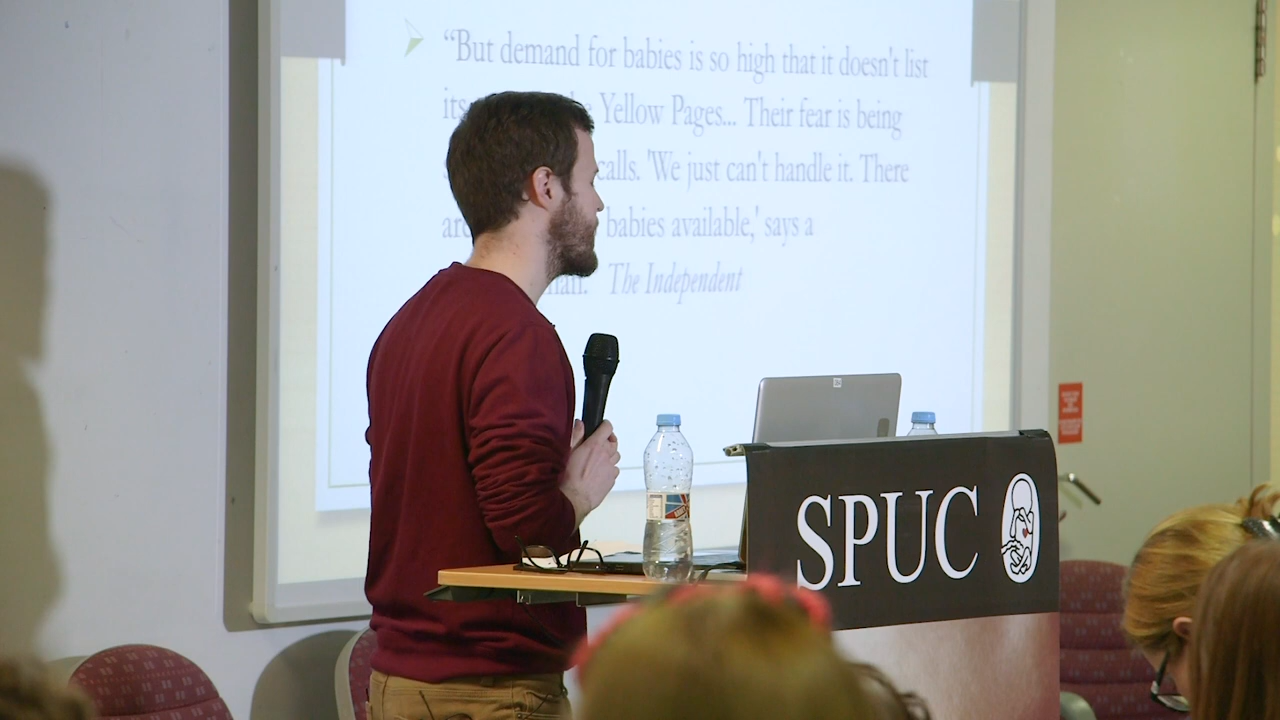 “But demand for babies is so high that it doesn't list
its Yellow Pages... Their fear is being
calls. 'We just can't handle it. There
babies available,' says a
The Independent
SPUC